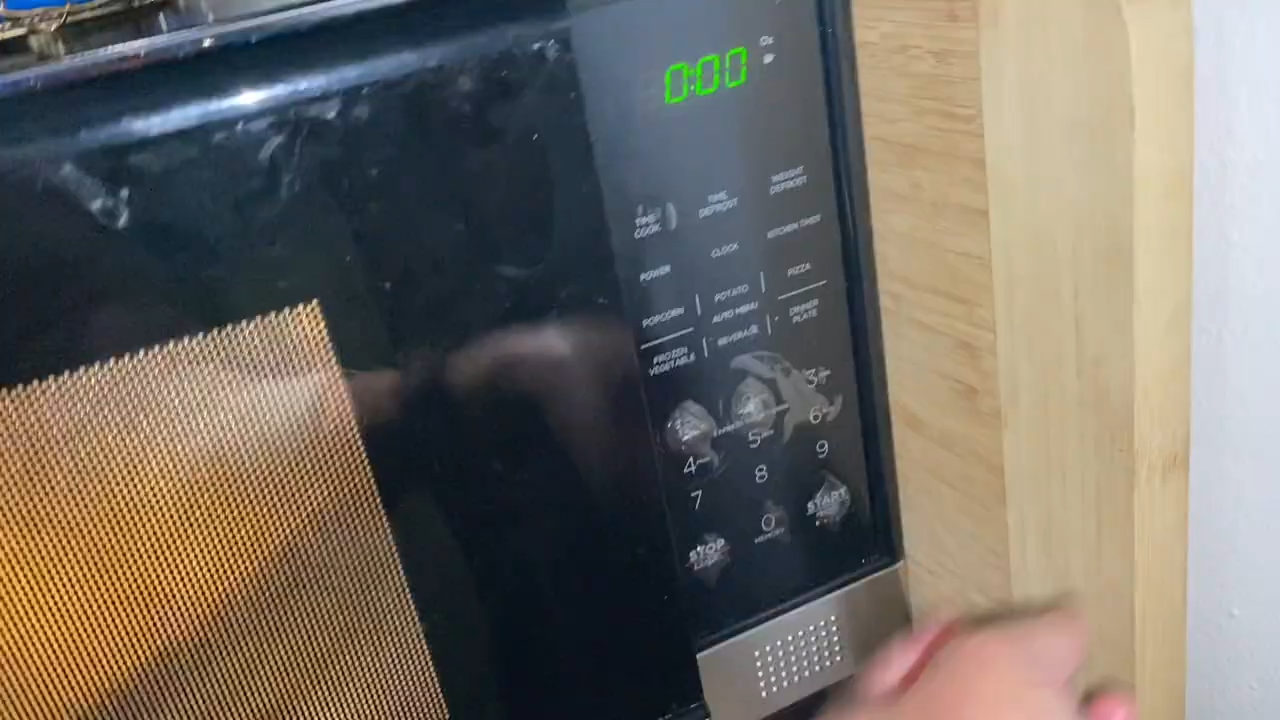 0:00
TIME COOK
TIME DEFROST
WEIGHT DEFROST
POWER
CLOCK
KITCHEN TIMER
POPCORN
POTATO
PIZZA
AUTO MENU
FROZEN VEGETABLE
BEVERAGE
DINNER PLATE
3
4
5
6
7
8
9
STOP
0
MEMORY
START